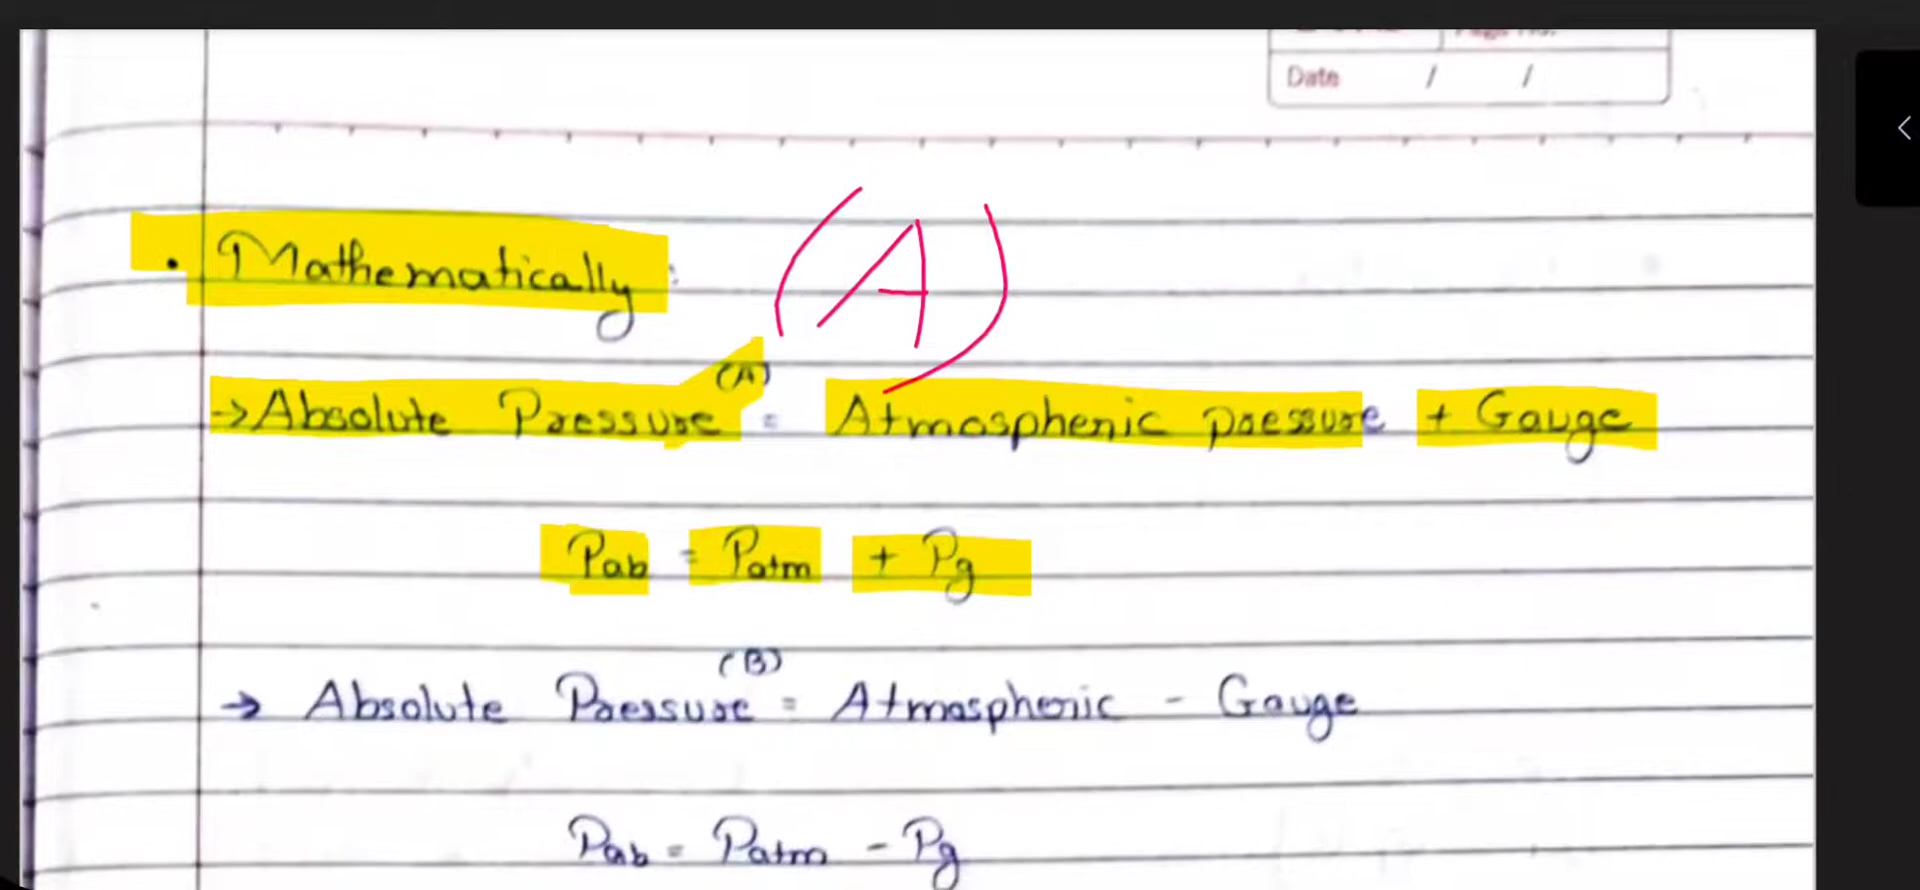 Date / /
• Mathematically :
(A)
→ Absolute Pressure (A) = Atmospheric pressure + Gauge
Pab = Patm + Pg
→ Absolute Pressure (B) = Atmospheric - Gauge
Pab = Patm - Pg